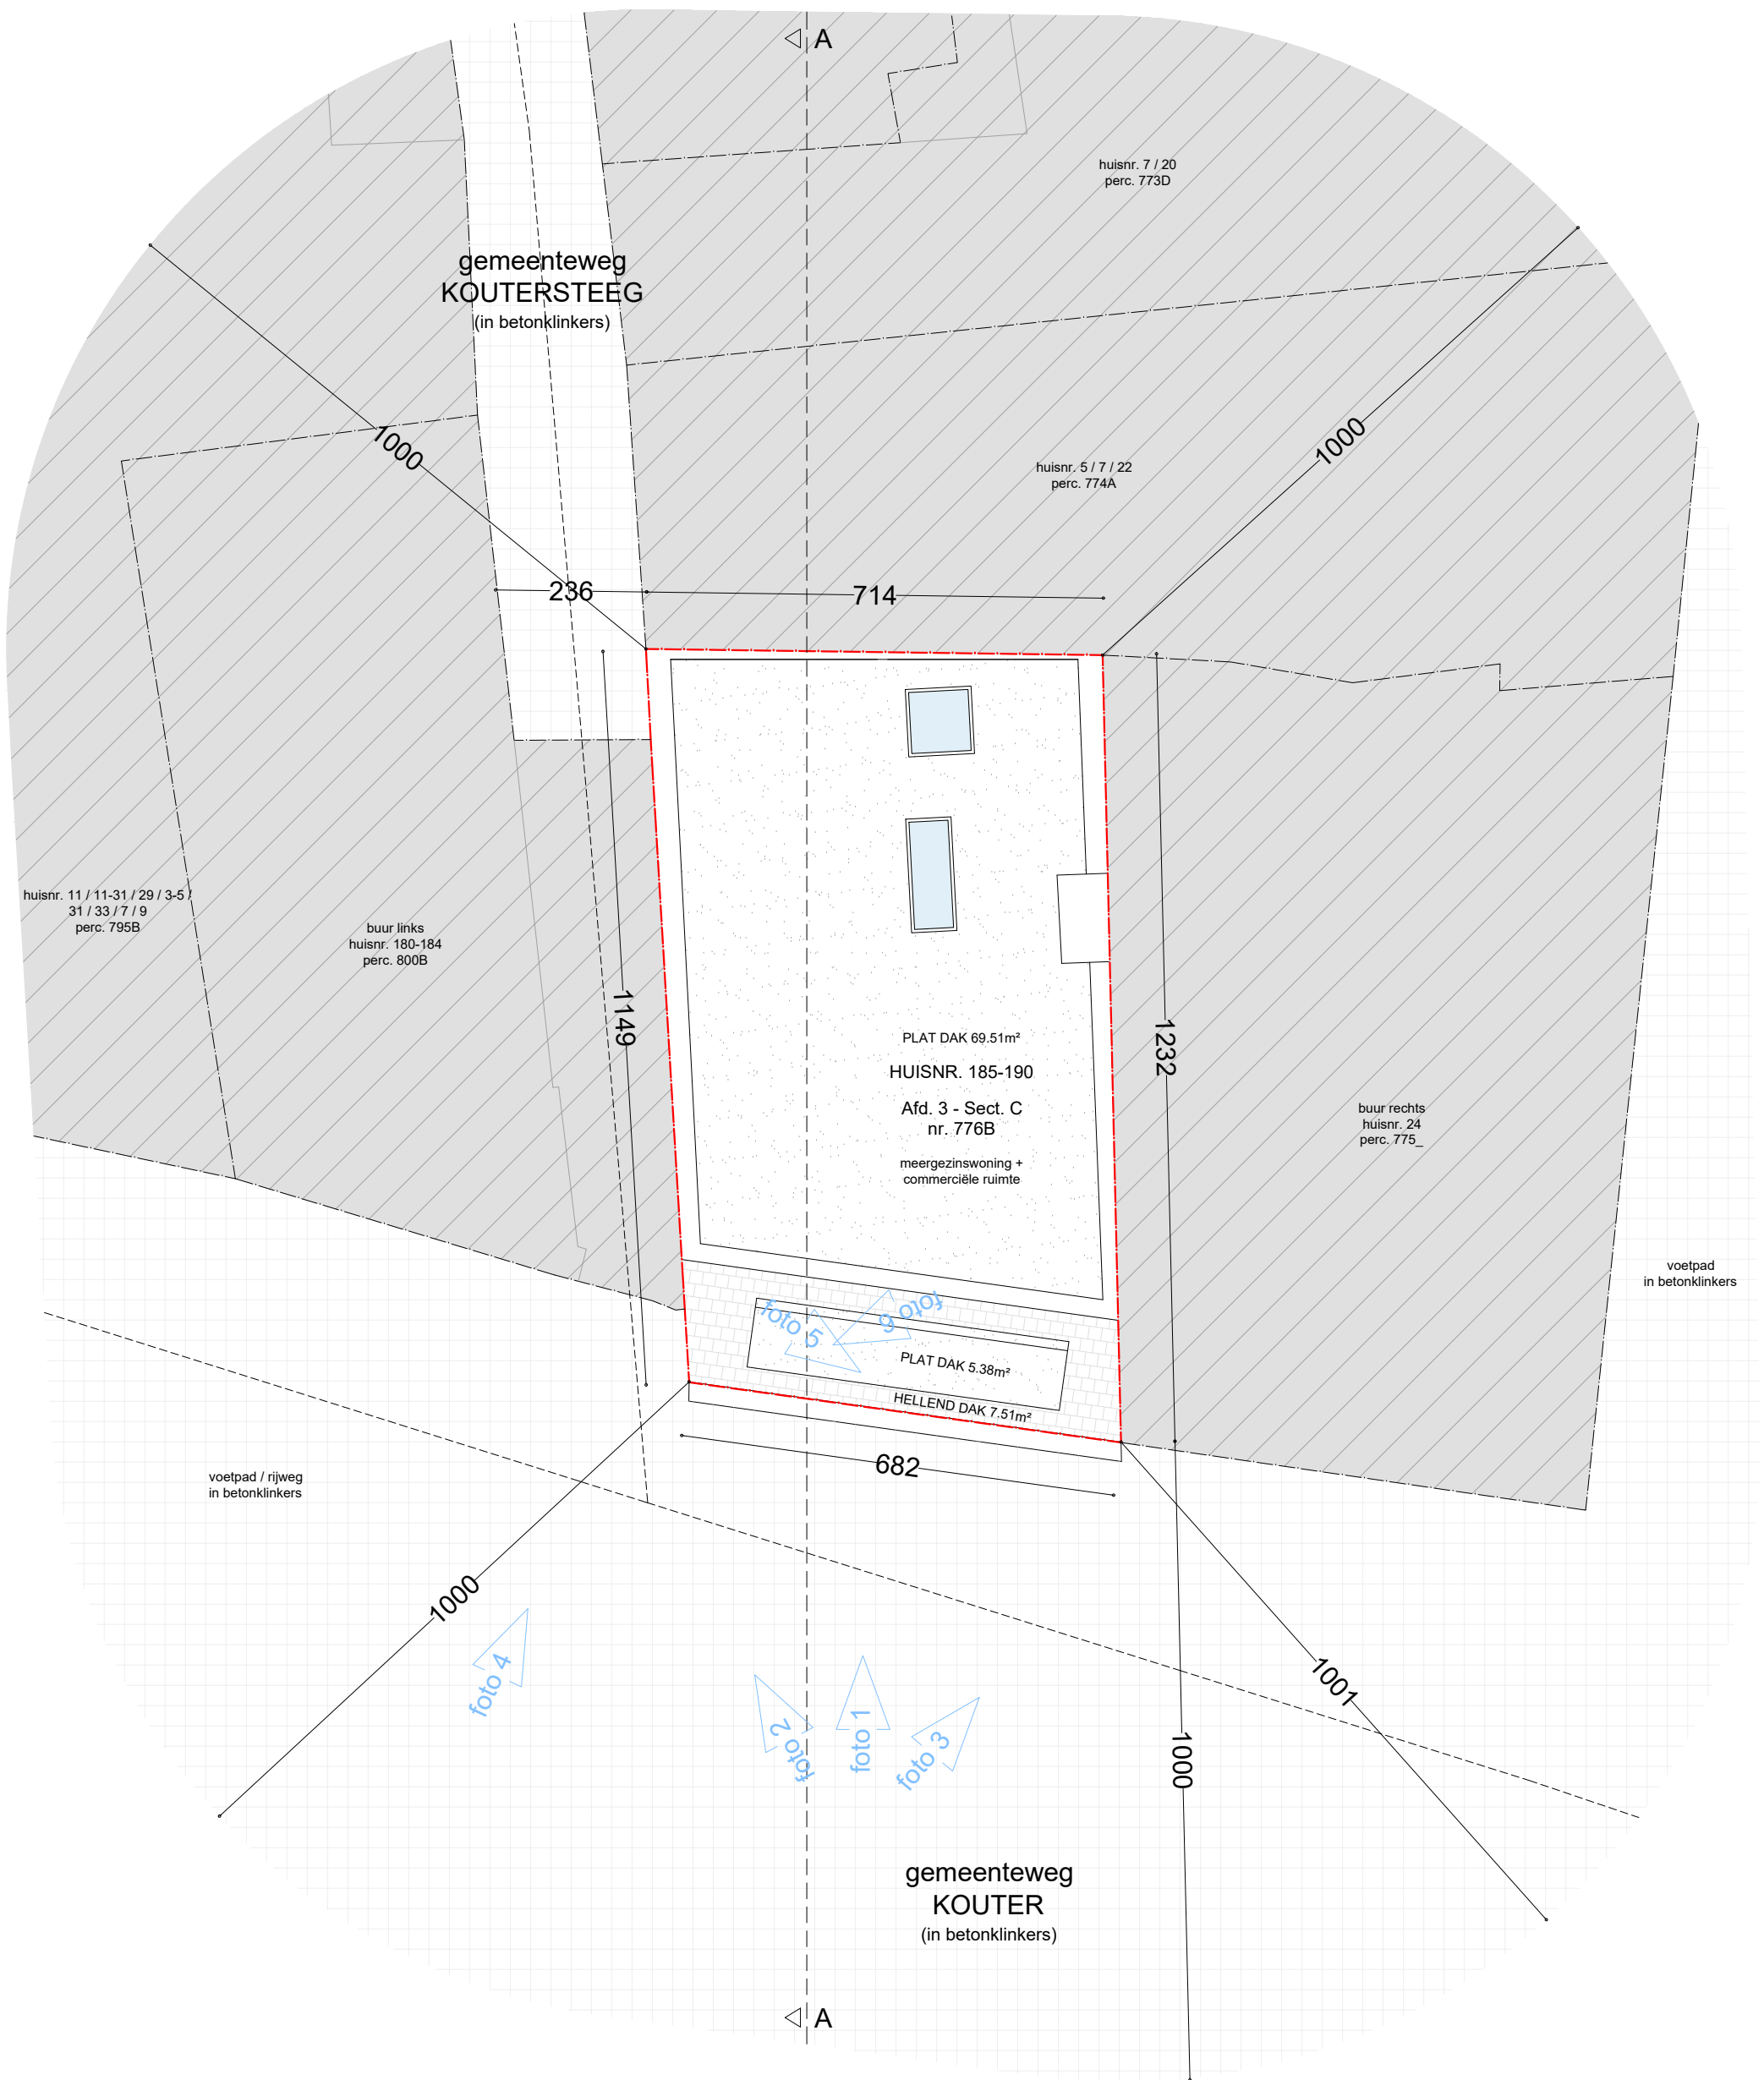 A
huisnr. 7 / 20
perc. 773D
gemeenteweg
KOUTERSTEEG
(in betonklinkers)
1000
1000
huisnr. 5 / 7 / 22
perc. 774A
236
714
huisnr. 11 / 11-31 / 29 / 3-5 /
31 / 33 / 7 / 9
perc. 795B
buur links
huisnr. 180-184
perc. 800B
1149
1232
PLAT DAK 69.51m²
HUISNR. 185-190
Afd. 3 - Sect. C
nr. 776B
meergezinswoning +
commerciële ruimte
buur rechts
huisnr. 24
perc. 775_
voetpad
in betonklinkers
foto 5
foto 6
PLAT DAK 5.38m²
HELLEND DAK 7.51m²
682
voetpad / rijweg
in betonklinkers
1000
foto 4
foto 2
foto 1
foto 3
1000
1001
gemeenteweg
KOUTER
(in betonklinkers)
A